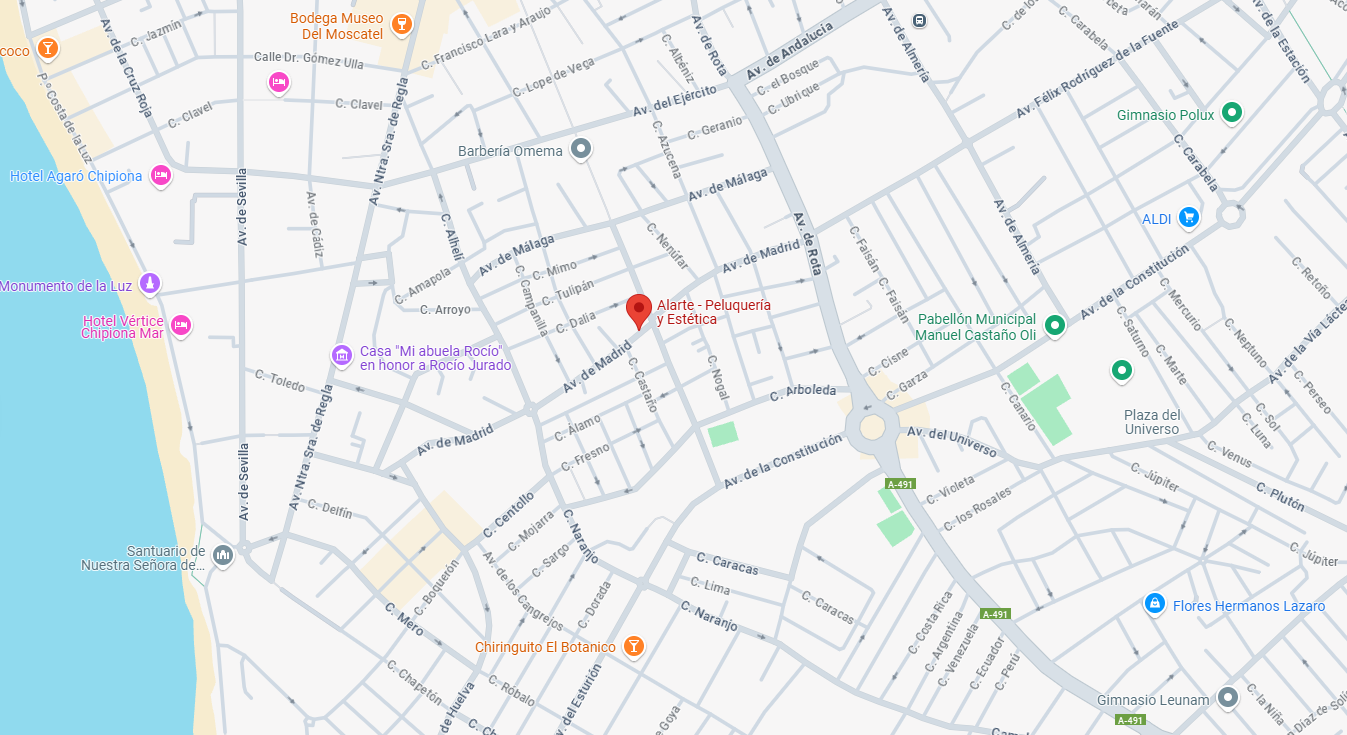 Bodega Museo
Del Moscatel
coco
Av. de la Cruz Roja
C. Jazmín
Calle Dr. Gómez Ulla
C. Francisco Lara y Araujo
C. Lope de Vega
C. Albéniz
Av. de Rota
Av. de Andalucía
Av. de Almería
C. Carabela
Av. de la Estación
Av. Félix Rodríguez de la Fuente
C. el Bosque
C. Ubrique
Av. del Ejército
C. Clavel
C. Clavel
P.º Costa de la Luz
Av. Ntra. Sra. de Regla
C. Geranio
Gimnasio Polux
Barbería Omema
C. Azucena
C. Carabela
Hotel Agaró Chipiona
Av. de Sevilla
Av. de Málaga
Av. de Cádiz
C. Alhelí
Av. de Málaga
C. Nenúfar
Av. de Madrid
Av. de Rota
Av. de Almería
ALDI
C. Faisán
C. Faisán
Av. de la Constitución
C. Retoño
Monumento de la Luz
C. Amapola
C. Mimo
C. Tulipán
C. Campanilla
C. Arroyo
C. Dalia
Alarte - Peluquería
y Estética
Hotel Vértice
Chipiona Mar
Pabellón Municipal
Manuel Castaño Oli
C. Mercurio
C. Saturno
C. Neptuno
Av. de la Vía Lácte
Casa "Mi abuela Rocío"
en honor a Rocío Jurado
Av. de Madrid
C. Castaño
C. Nogal
C. Cisne
C. Garza
C. Marte
C. Perseo
C. Toledo
Av. Ntra. Sra. de Regla
C. Arboleda
C. Canario
Plaza del
Universo
C. Sol
C. Luna
Av. de Madrid
C. Álamo
C. Fresno
Av. de la Constitución
Av. del Universo
C. Venus
C. Júpiter
C. Plutón
Av. de Sevilla
A-491
C. Violeta
C. los Rosales
C. Delfín
C. Centollo
C. Mojarra
C. Sargo
C. Naranjo
C. Júpiter
Santuario de
Nuestra Señora de...
Av. de los Cangrejos
C. Boquerón
C. Dorada
C. Caracas
C. Lima
C. Caracas
C. Naranjo
C. Mero
A-491
Flores Hermanos Lazaro
C. Costa Rica
C. Argentina
C. Venezuela
C. Ecuador
C. Perú
Chiringuito El Botanico
C. Chapetón
C. Róbalo
de Huelva
Av. del Esturión
Goya
Gimnasio Leunam
A-491
c. la Niña